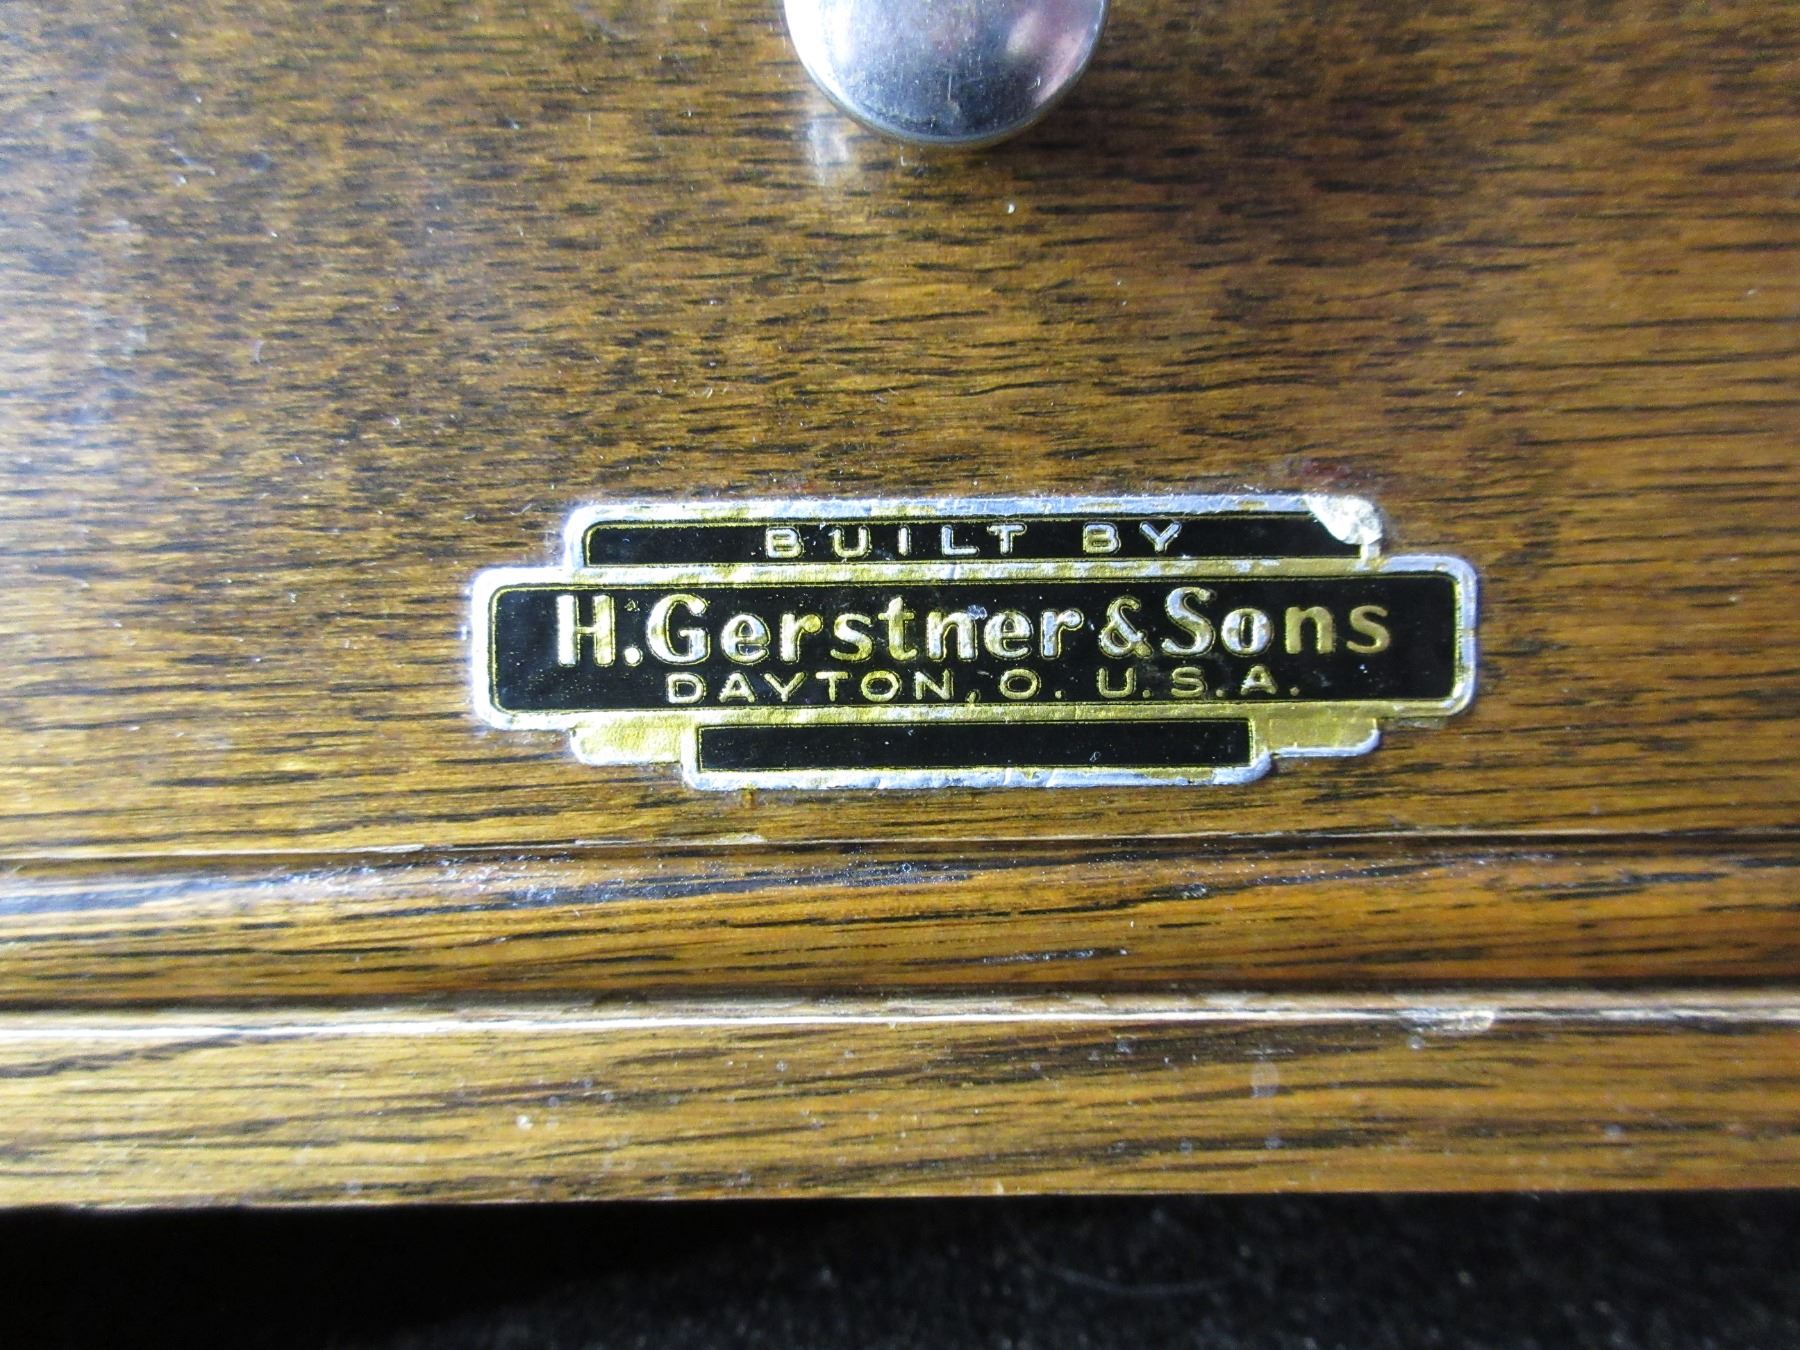 BUILT BY
H.Gerstner & Sons
DAYTON, O. U.S.A.